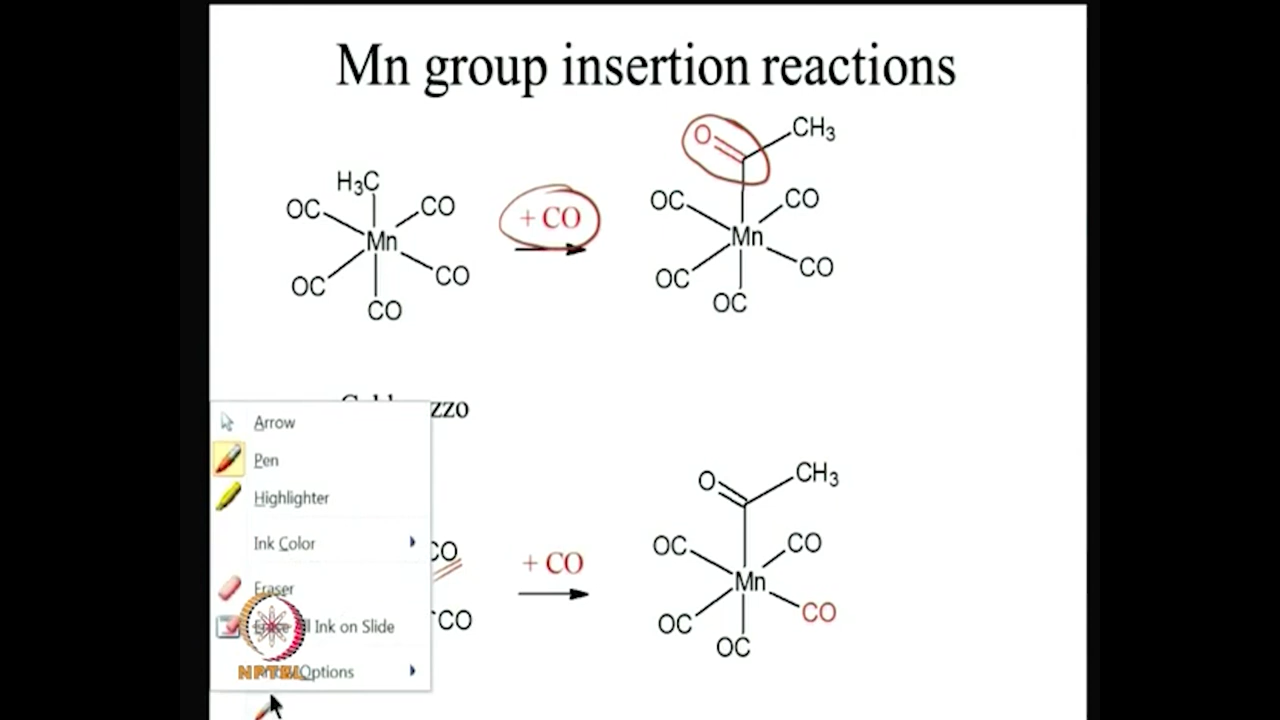 Mn group insertion reactions
O
CH3
H3C
OC
CO
+ CO
OC
CO
Mn
Mn
OC
CO
OC
CO
CO
OC
Arrow
Pen
Highlighter
Ink Color
Eraser
Ink on Slide
Options
NPTEL
O
CH3
CO
+ CO
OC
CO
Mn
CO
OC
CO
OC